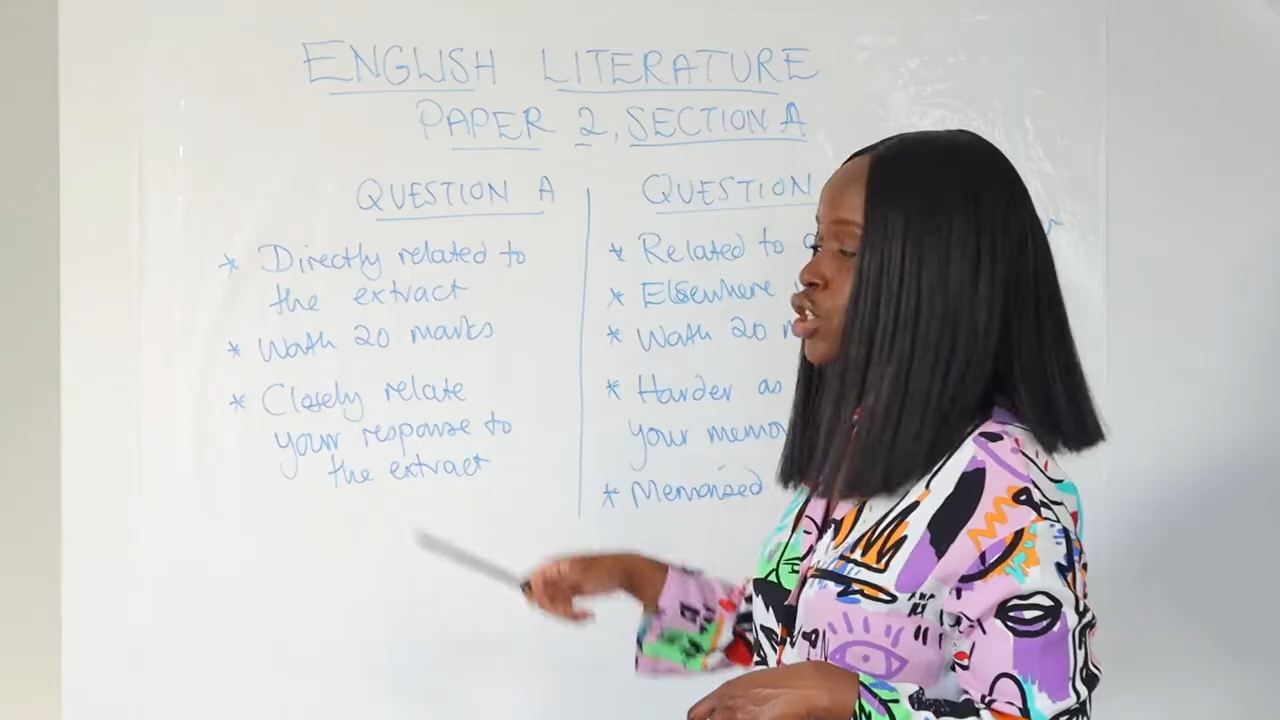 ENGLISH LITERATURE
PAPER 2, SECTION A
QUESTION A
* Directly related to
the extract
* Worth 20 marks
* Closely relate
your response to
the extract
QUESTION
* Related to
* Elsewhere
* Worth 20
* Harder as
your
* Memorised